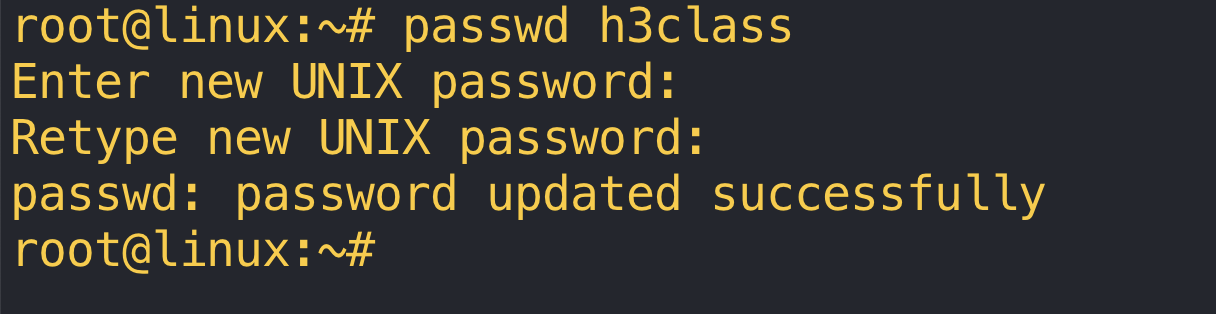 root@linux:~# passwd h3class
Enter new UNIX password:
Retype new UNIX password:
passwd: password updated successfully
root@linux:~#